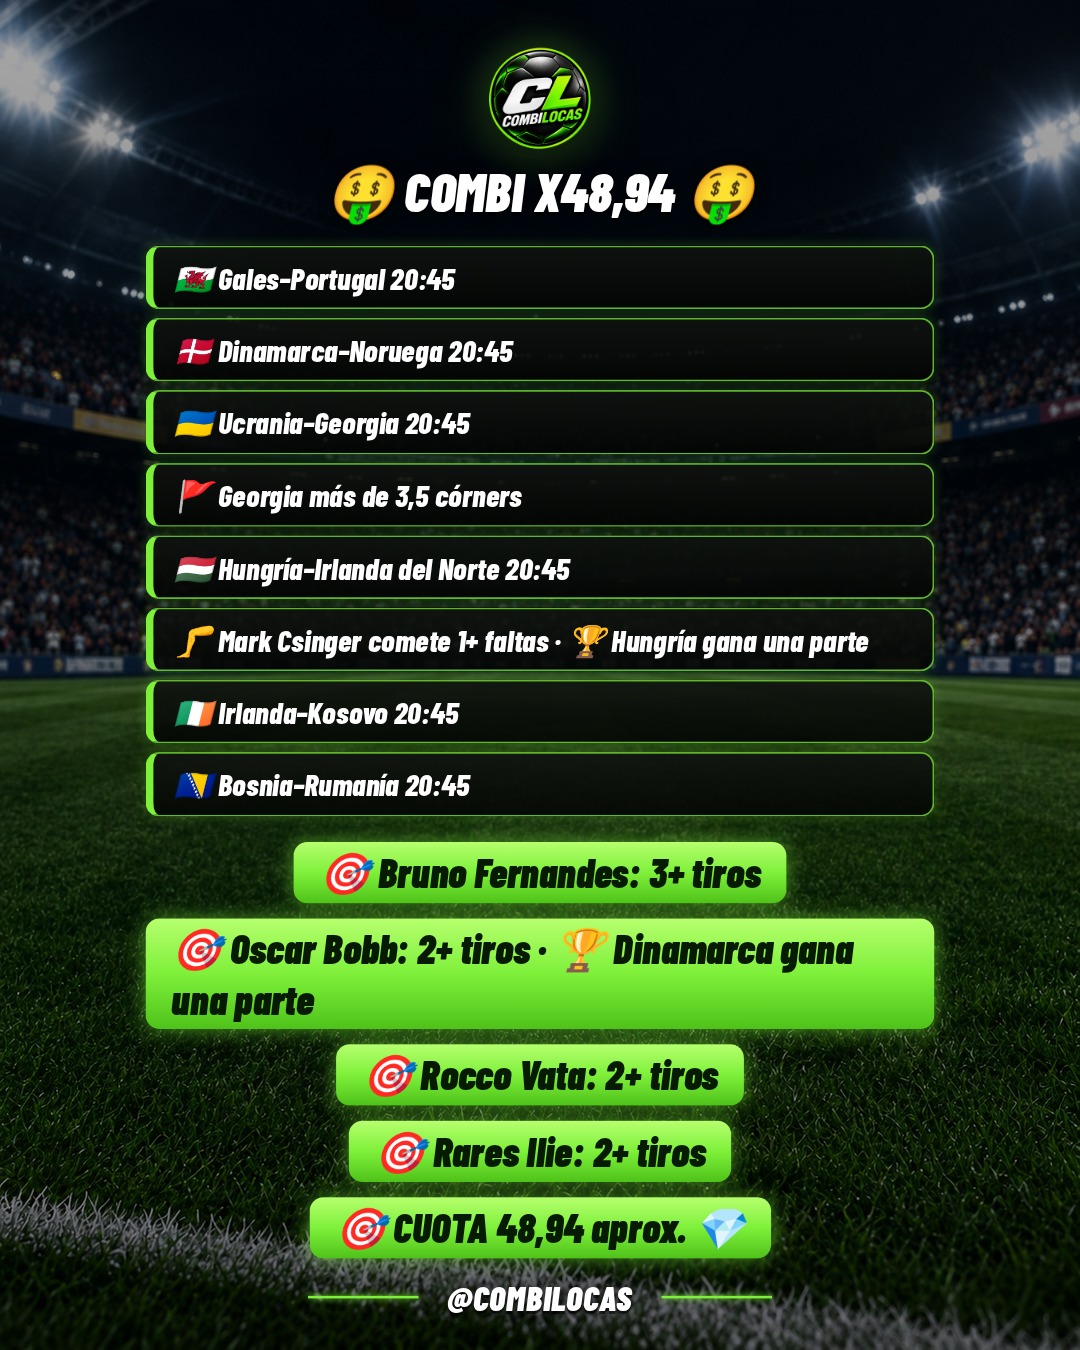 CL
COMBILOCAS
🤑 COMBI X48,94 🤑
🏴󠁧󠁢󠁷󠁬󠁳󠁿 Gales-Portugal 20:45
🇩🇰 Dinamarca-Noruega 20:45
🇺🇦 Ucrania-Georgia 20:45
🚩 Georgia más de 3,5 córners
🇭🇺 Hungría-Irlanda del Norte 20:45
🦵 Mark Csinger comete 1+ faltas · 🏆 Hungría gana una parte
🇮🇪 Irlanda-Kosovo 20:45
🇧🇦 Bosnia-Rumanía 20:45
🎯 Bruno Fernandes: 3+ tiros
🎯 Oscar Bobb: 2+ tiros · 🏆 Dinamarca gana
una parte
🎯 Rocco Vata: 2+ tiros
🎯 Rares Ilie: 2+ tiros
🎯 CUOTA 48,94 aprox. 💎
@COMBILOCAS